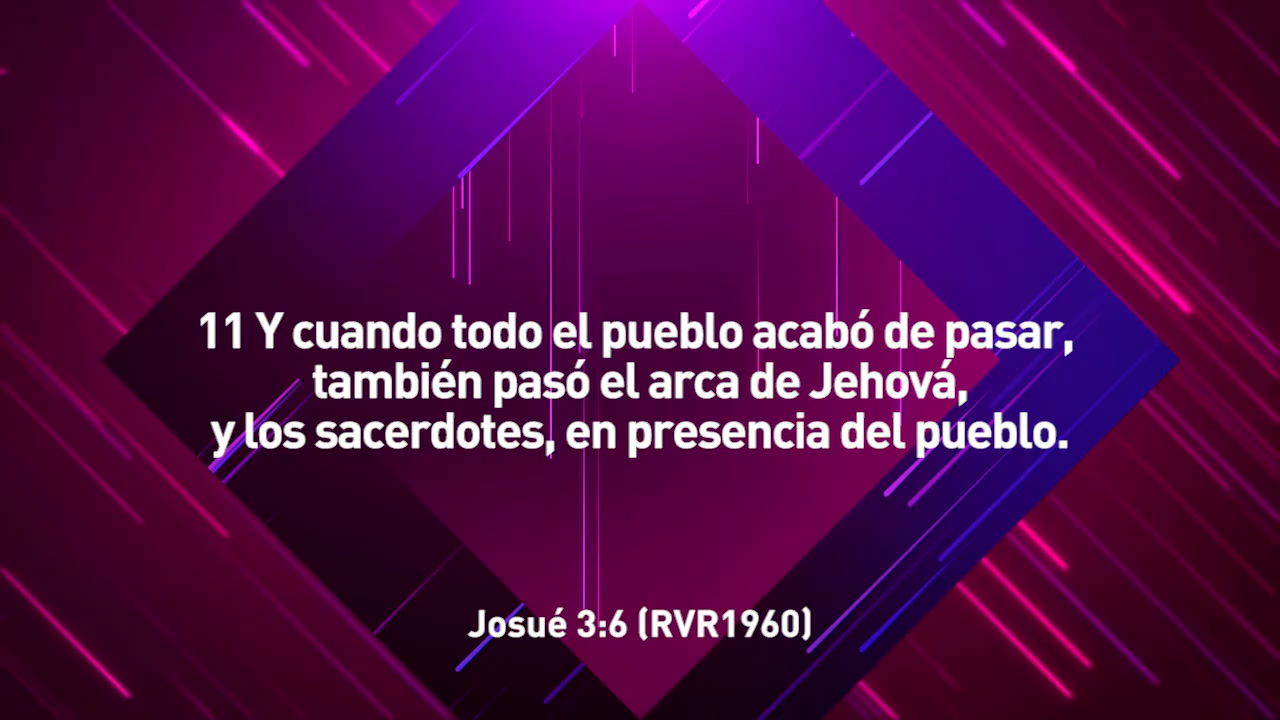 11 Y cuando todo el pueblo acabó de pasar,
también pasó el arca de Jehová,
y los sacerdotes, en presencia del pueblo.
Josué 3:6 (RVR1960)